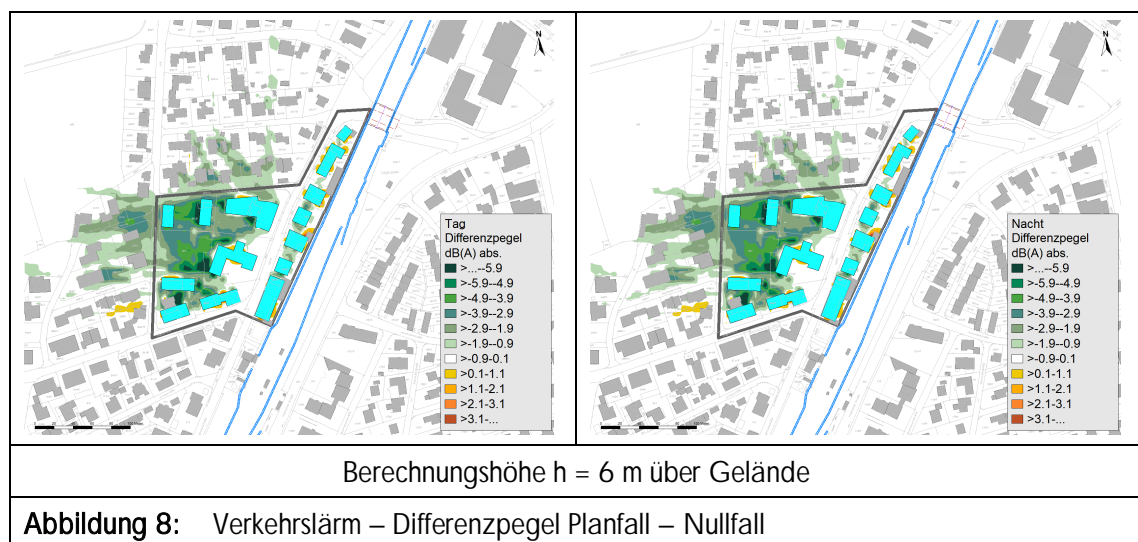 N
Tag
Differenzpegel
dB(A) abs.
>...--5.9
>-5.9--4.9
>-4.9--3.9
>-3.9--2.9
>-2.9--1.9
>-1.9--0.9
>-0.9-0.1
>0.1-1.1
>1.1-2.1
>2.1-3.1
>3.1-...
N
Nacht
Differenzpegel
dB(A) abs.
>...--5.9
>-5.9--4.9
>-4.9--3.9
>-3.9--2.9
>-2.9--1.9
>-1.9--0.9
>-0.9-0.1
>0.1-1.1
>1.1-2.1
>2.1-3.1
>3.1-...
Berechnungshöhe h = 6 m über Gelände
Abbildung 8: Verkehrslärm – Differenzpegel Planfall – Nullfall